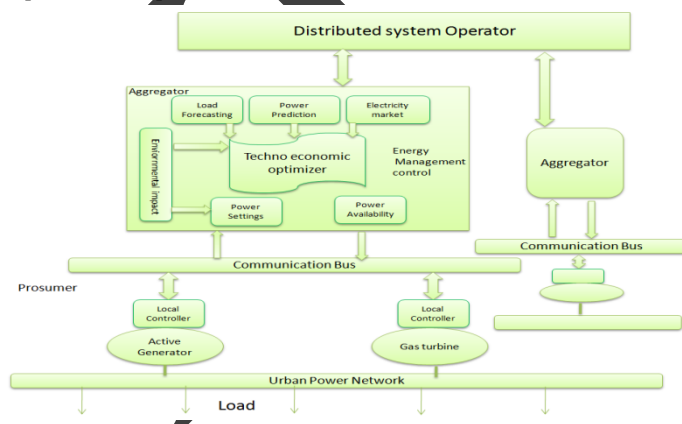 Distributed system Operator
Aggregator
Load
Forecasting
Power
Prediction
Electricity
market
Environmental impact
Techno economic
optimizer
Energy
Management
control
Power
Settings
Power
Availability
Aggregator
Communication Bus
Communication Bus
Prosumer
Local
Controller
Local
Controller
Active
Generator
Gas turbine
Urban Power Network
Load